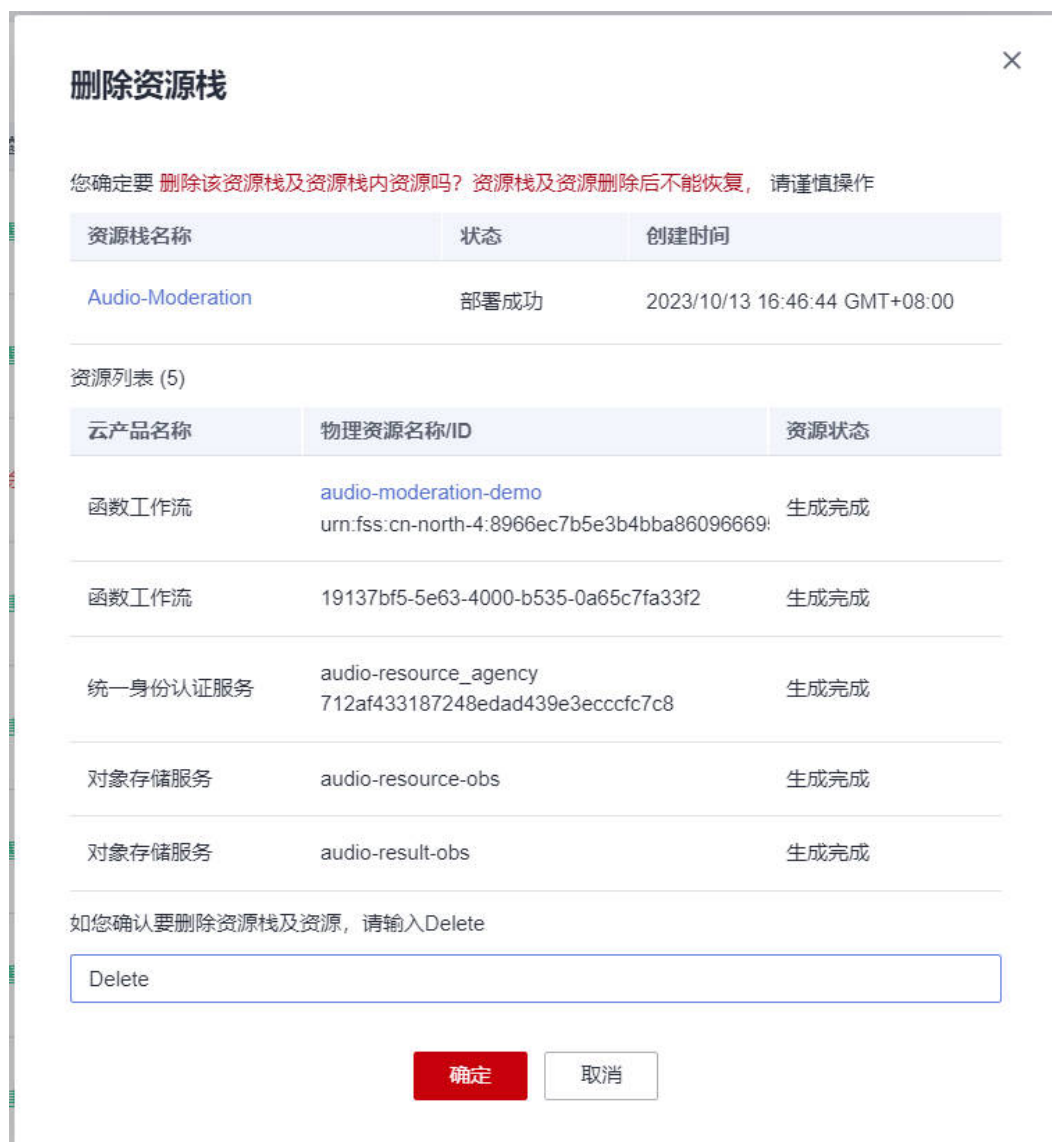 删除资源栈
您确定要 删除该资源栈及资源栈内资源吗？资源栈及资源删除后不能恢复， 请谨慎操作
资源栈名称 状态 创建时间
Audio-Moderation 部署成功 2023/10/13 16:46:44 GMT+08:00
资源列表 (5)
云产品名称 物理资源名称/ID 资源状态
函数工作流 audio-moderation-demo 生成完成
urn:fss:cn-north-4:8966ec7b5e3b4bba86096669
函数工作流 19137bf5-5e63-4000-b535-0a65c7fa33f2 生成完成
统一身份认证服务 audio-resource_agency 生成完成
712af433187248edad439e3ecccfc7c8
对象存储服务 audio-resource-obs 生成完成
对象存储服务 audio-result-obs 生成完成
如您确认要删除资源栈及资源，请输入Delete
Delete
确定 取消